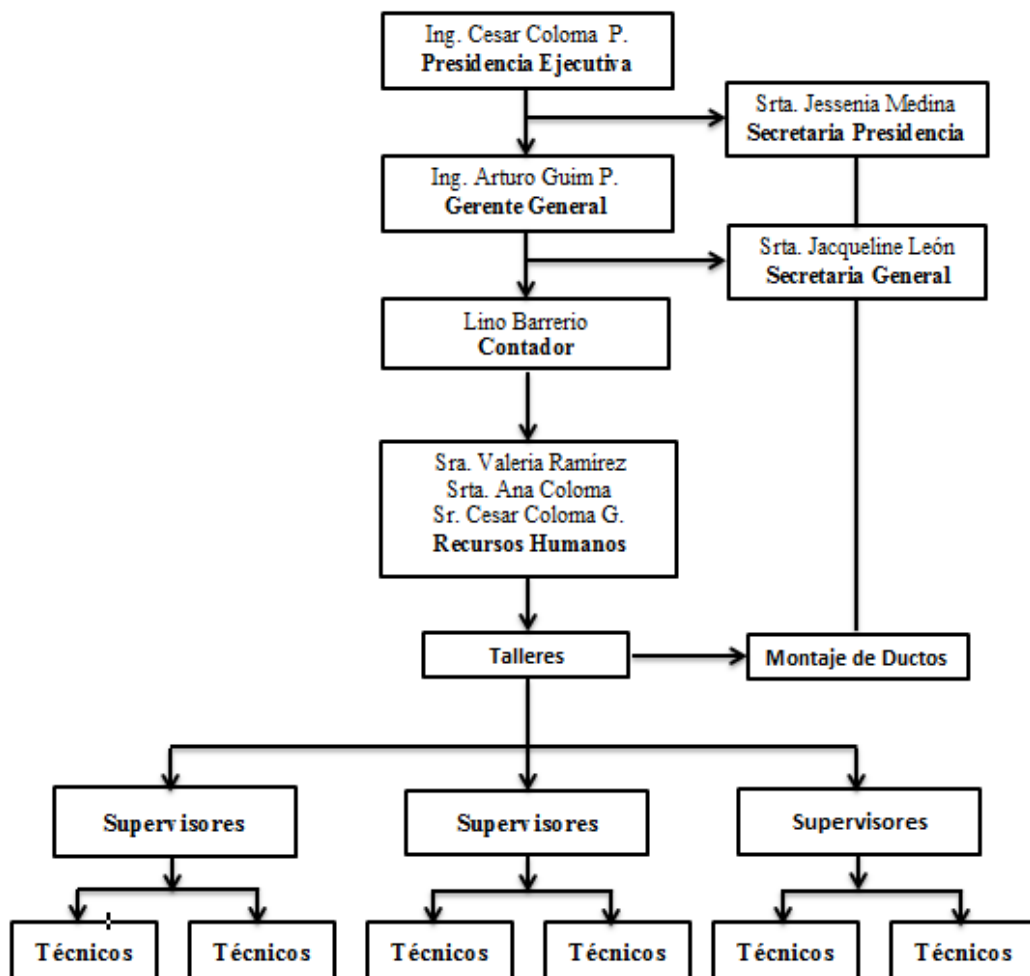 Ing. Cesar Coloma P.
Presidencia Ejecutiva
Srta. Jessenia Medina
Secretaria Presidencia
Ing. Arturo Guim P.
Gerente General
Srta. Jacqueline León
Secretaria General
Lino Barrerio
Contador
Sra. Valeria Ramirez
Srta. Ana Coloma
Sr. Cesar Coloma G.
Recursos Humanos
Talleres
Montaje de Ductos
Supervisores
Supervisores
Supervisores
Técnicos
Técnicos
Técnicos
Técnicos
Técnicos
Técnicos